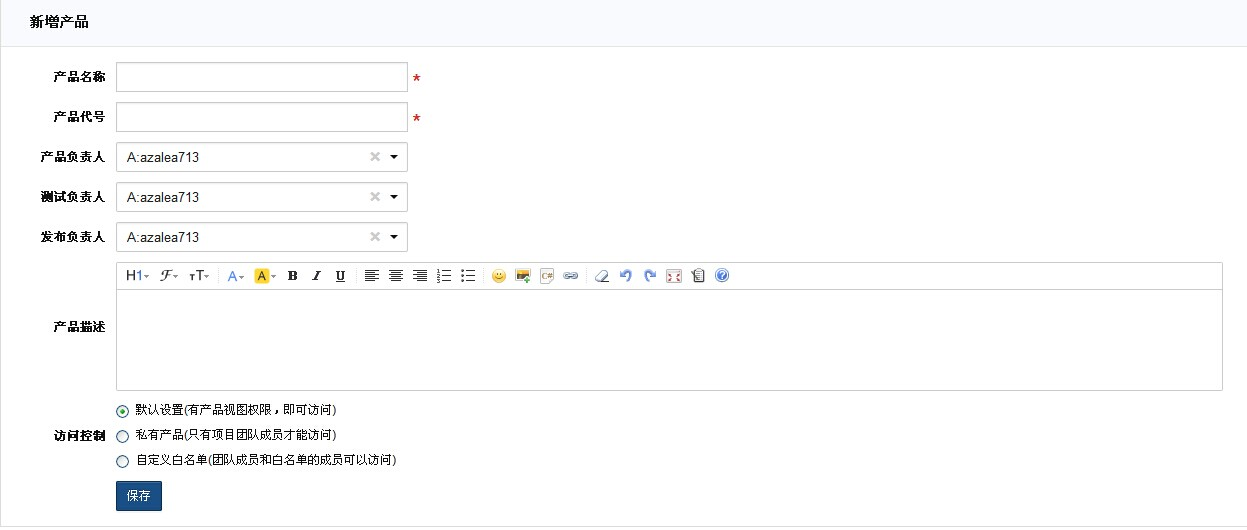 新增产品
产品名称 *
产品代号 *
产品负责人 A:azalea713
测试负责人 A:azalea713
发布负责人 A:azalea713
H1 ℱ тT A A B I U C#
产品描述
默认设置(有产品视图权限，即可访问)
访问控制 私有产品(只有项目团队成员才能访问)
自定义白名单(团队成员和白名单的成员可以访问)
保存